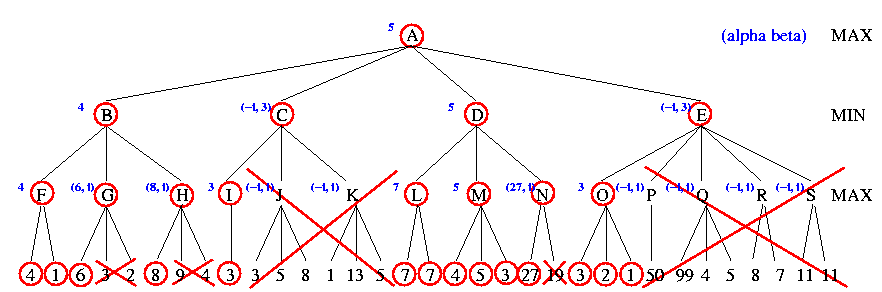 5 A (alpha beta) MAX
4 B (-1, 3) C 5 D (-1, 3) E MIN
4 F (6, 1) G (8, 1) H 3 I (-1, 1) J (-1, 1) K 7 L 5 M (27, 1) N 3 O (-1, 1) P (-1, 1) Q (-1, 1) R (-1, 1) S MAX
4 1 6 3 2 8 9 4 3 3 5 8 1 13 5 7 7 4 5 3 27 19 3 2 1 50 99 4 5 8 7 11 11